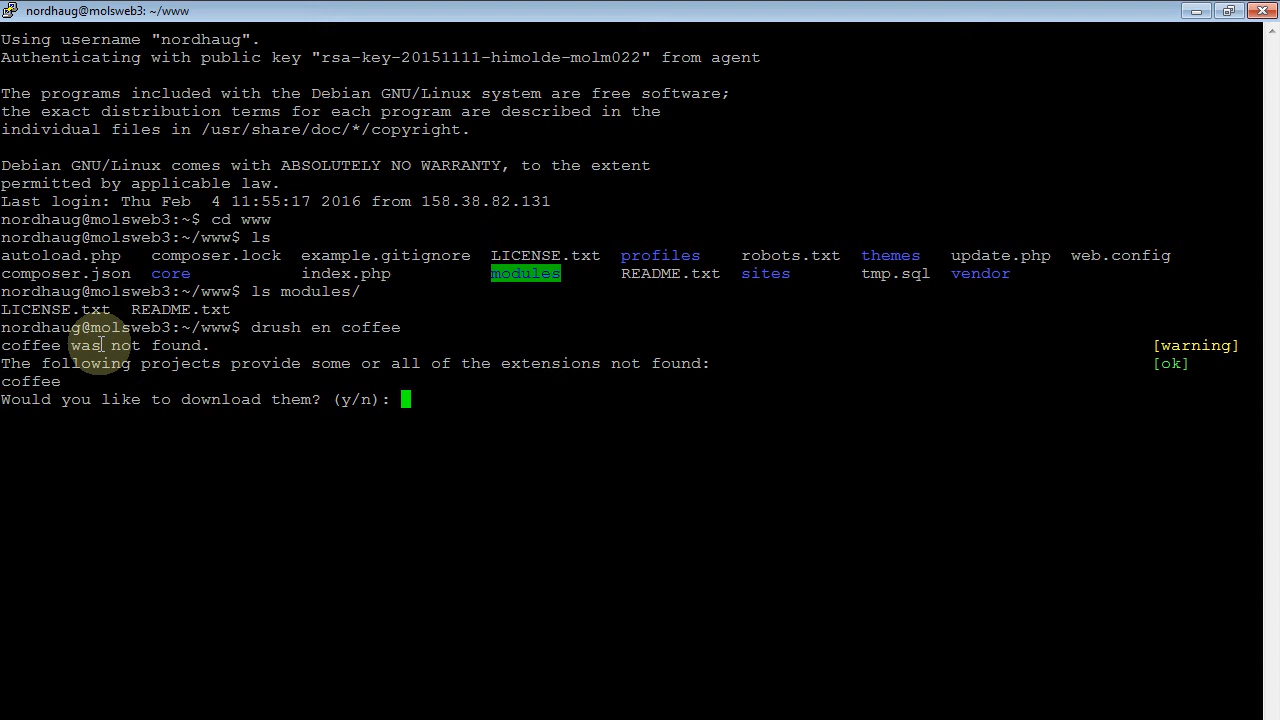 nordhaug@molsweb3: ~/www
Using username "nordhaug".
Authenticating with public key "rsa-key-20151111-himolde-molm022" from agent
The programs included with the Debian GNU/Linux system are free software;
the exact distribution terms for each program are described in the
individual files in /usr/share/doc/*/copyright.
Debian GNU/Linux comes with ABSOLUTELY NO WARRANTY, to the extent
permitted by applicable law.
Last login: Thu Feb  4 11:55:17 2016 from 158.38.82.131
nordhaug@molsweb3:~$ cd www
nordhaug@molsweb3:~/www$ ls
autoload.php   composer.lock  example.gitignore  LICENSE.txt  profiles    robots.txt  themes   update.php  web.config
composer.json  core           index.php          modules      README.txt  sites       tmp.sql  vendor
nordhaug@molsweb3:~/www$ ls modules/
LICENSE.txt  README.txt
nordhaug@molsweb3:~/www$ drush en coffee
coffee was not found. [warning]
The following projects provide some or all of the extensions not found: [ok]
coffee
Would you like to download them? (y/n):